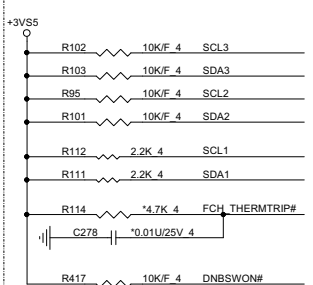 +3VS5
R102 10K/F_4 SCL3
R103 10K/F_4 SDA3
R95 10K/F_4 SCL2
R101 10K/F_4 SDA2
R112 2.2K_4 SCL1
R111 2.2K_4 SDA1
R114 *4.7K_4 FCH_THERMTRIP#
C278 *0.01U/25V_4
R417 10K/F_4 DNBSWON#